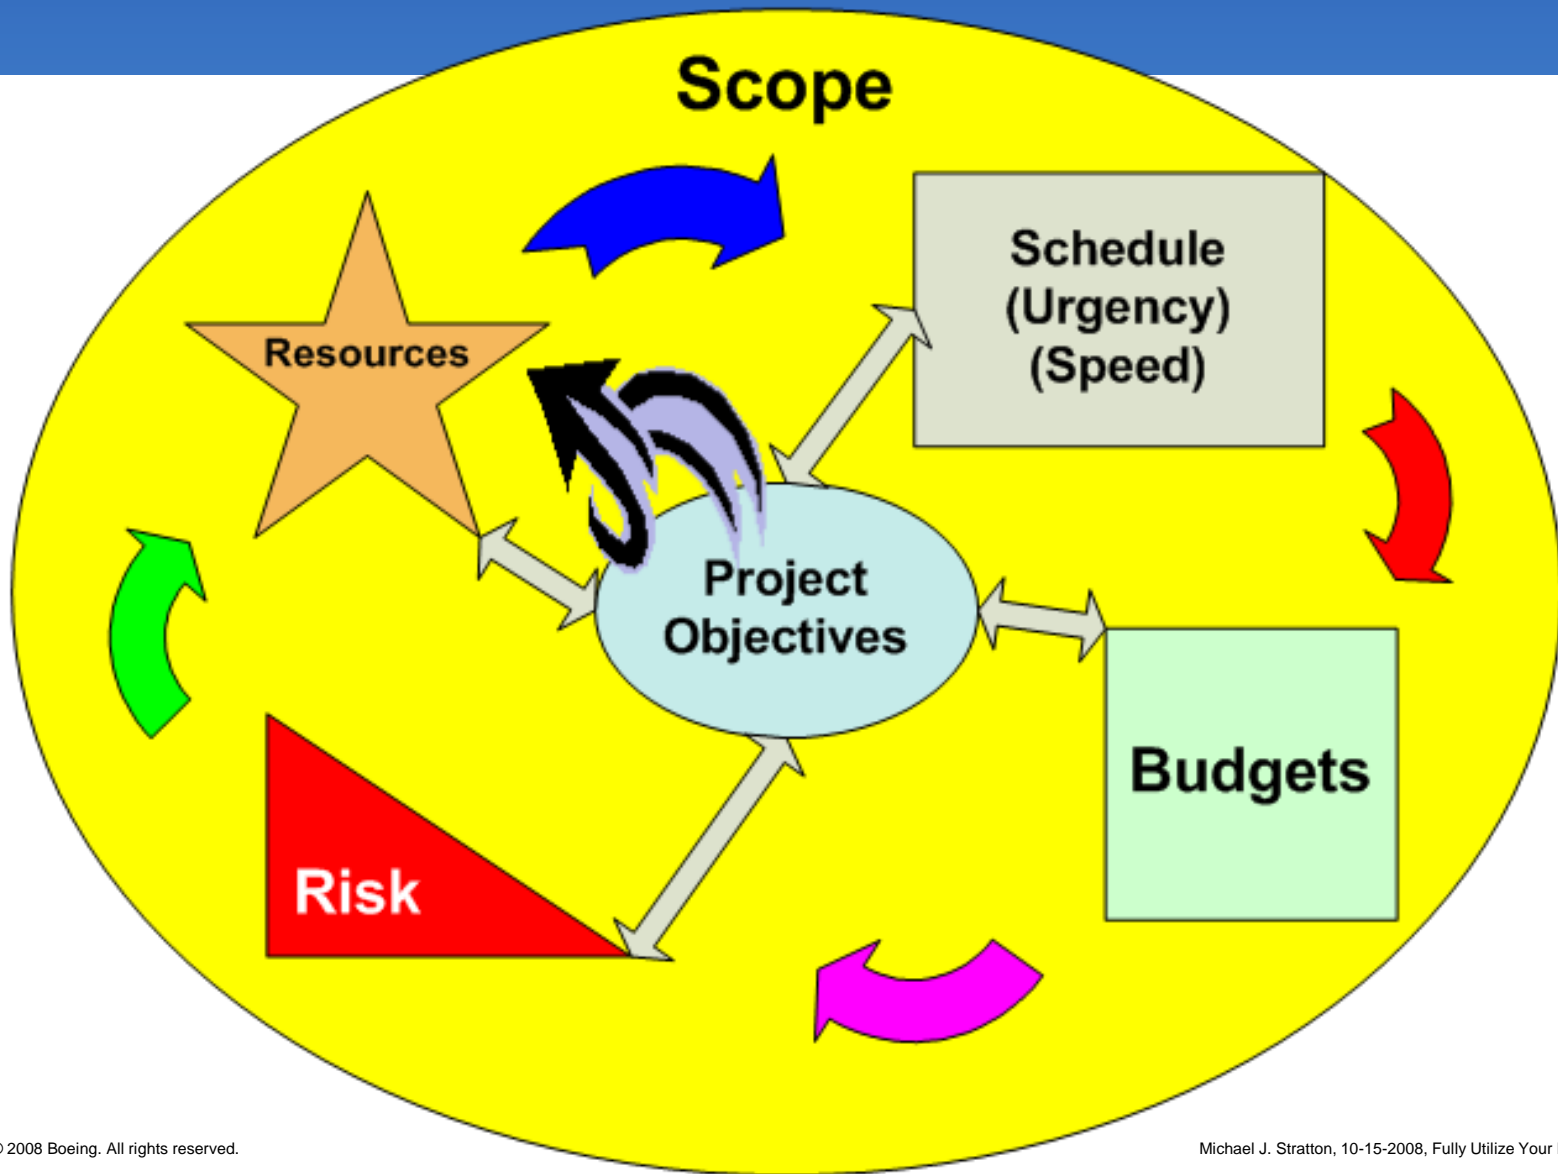 Scope
Schedule
(Urgency)
(Speed)
Resources
Project
Objectives
Budgets
Risk
© 2008 Boeing. All rights reserved.
Michael J. Stratton, 10-15-2008, Fully Utilize Your